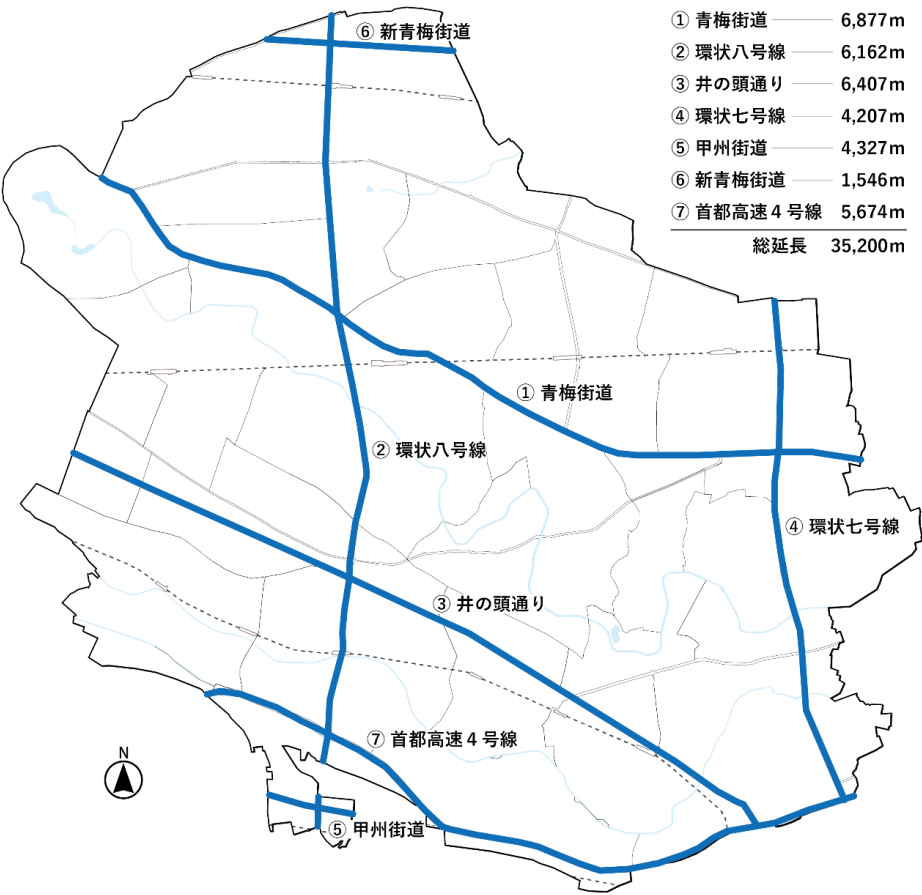 ① 青梅街道 6,877m
② 環状八号線 6,162m
③ 井の頭通り 6,407m
④ 環状七号線 4,207m
⑤ 甲州街道 4,327m
⑥ 新青梅街道 1,546m
⑦ 首都高速4号線 5,674m
総延長 35,200m
⑥ 新青梅街道
① 青梅街道
② 環状八号線
④ 環状七号線
③ 井の頭通り
⑦ 首都高速4号線
N
⑤ 甲州街道